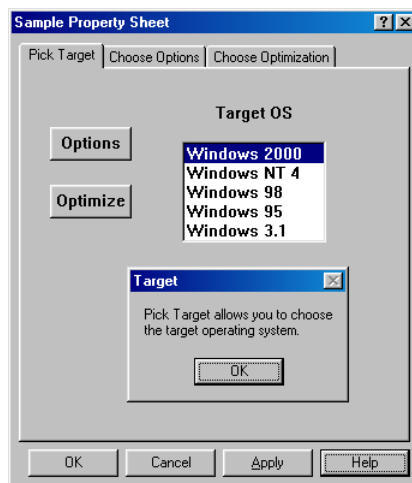 Sample Property Sheet
Pick Target
Choose Options
Choose Optimization
Target OS
Options
Optimize
Windows 2000
Windows NT 4
Windows 98
Windows 95
Windows 3.1
Target
Pick Target allows you to choose
the target operating system.
OK
OK
Cancel
Apply
Help